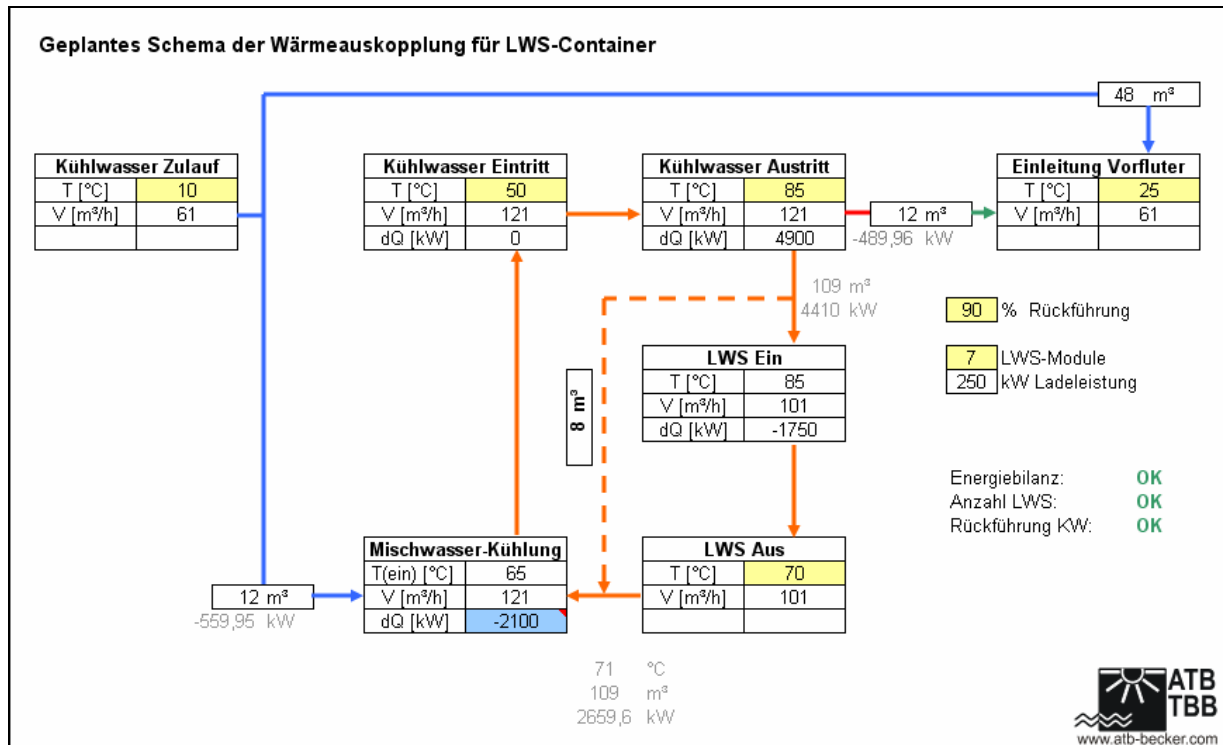 Geplantes Schema der Wärmeauskopplung für LWS-Container
48 m³
Kühlwasser Zulauf
T [°C] 10
V [m³/h] 61
Kühlwasser Eintritt
T [°C] 50
V [m³/h] 121
dQ [kW] 0
Kühlwasser Austritt
T [°C] 85
V [m³/h] 121
dQ [kW] 4900
12 m³
-489,96 kW
Einleitung Vorfluter
T [°C] 25
V [m³/h] 61
109 m³
4410 kW
90 % Rückführung
7 LWS-Module
250 kW Ladeleistung
LWS Ein
T [°C] 85
V [m³/h] 101
dQ [kW] -1750
8 m³
Energiebilanz: OK
Anzahl LWS: OK
Rückführung KW: OK
Mischwasser-Kühlung
T(ein) [°C] 65
V [m³/h] 121
dQ [kW] -2100
LWS Aus
T [°C] 70
V [m³/h] 101
12 m³
-559,95 kW
71 °C
109 m³
2659,6 kW
ATB
TBB
www.atb-becker.com